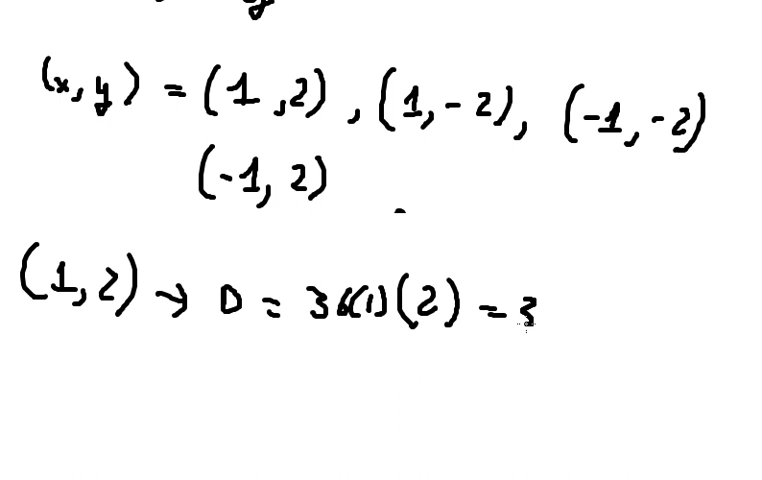 (x,y) = (1,2), (1,-2), (-1,-2)
(-1, 2)
(1,2) → D = 36(1)(2) = 3